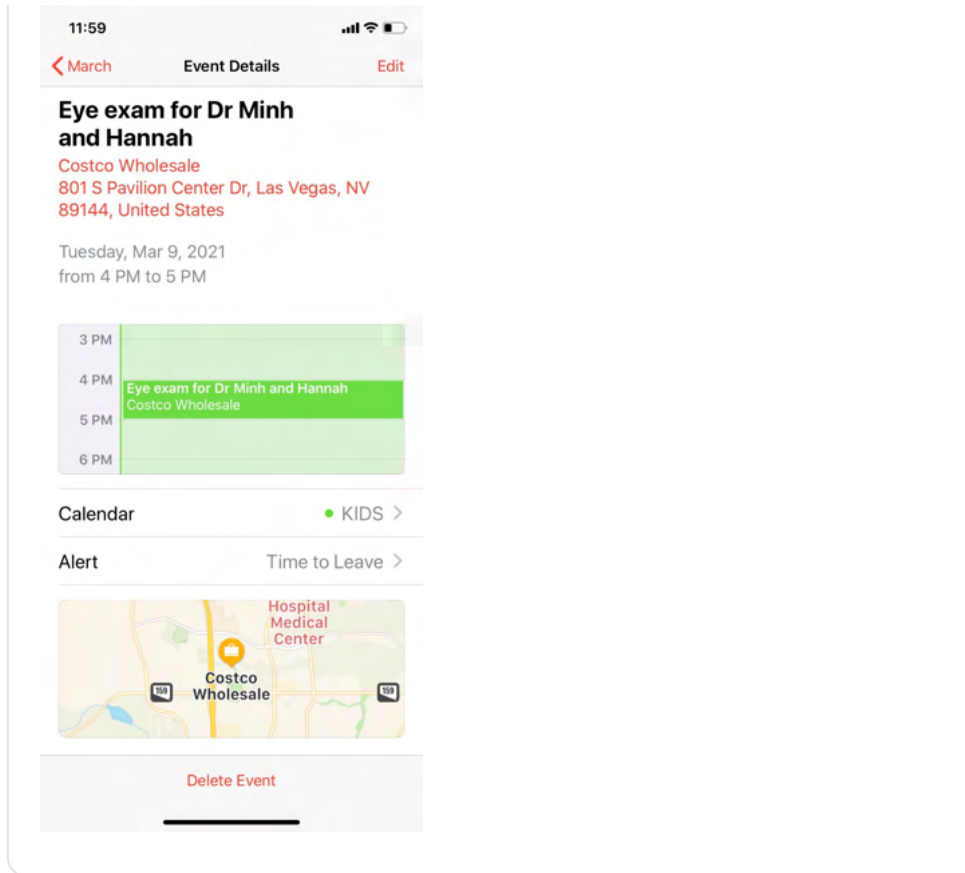 11:59
March
Event Details
Edit
Eye exam for Dr Minh
and Hannah
Costco Wholesale
801 S Pavilion Center Dr, Las Vegas, NV
89144, United States
Tuesday, Mar 9, 2021
from 4 PM to 5 PM
3 PM
4 PM
Eye exam for Dr Minh and Hannah
Costco Wholesale
5 PM
6 PM
Calendar
KIDS
Alert
Time to Leave
Hospital
Medical
Center
Costco
Wholesale
159
159
Delete Event